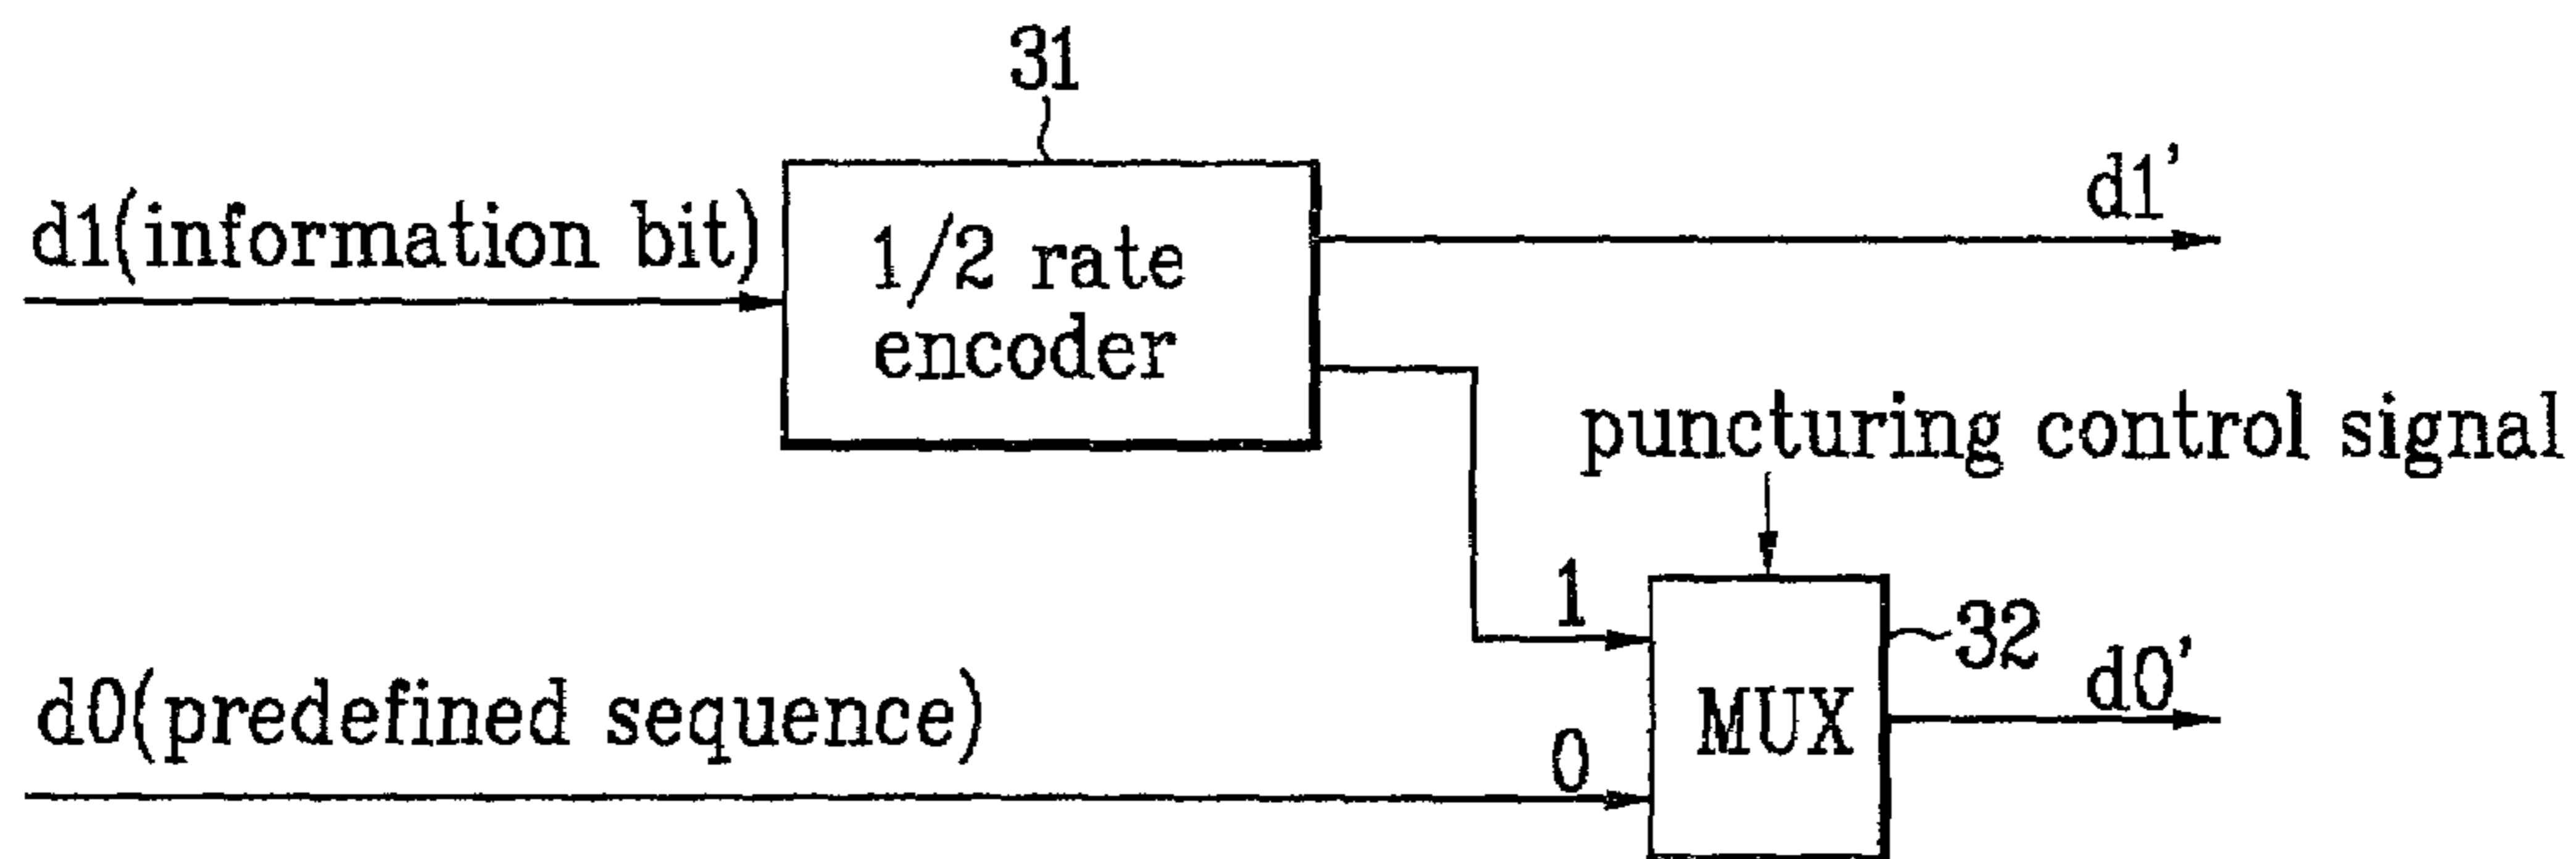 31
d1(information bit)
1/2 rate
encoder
d1'
puncturing control signal
1
32
d0(predefined sequence)
0
MUX
d0'